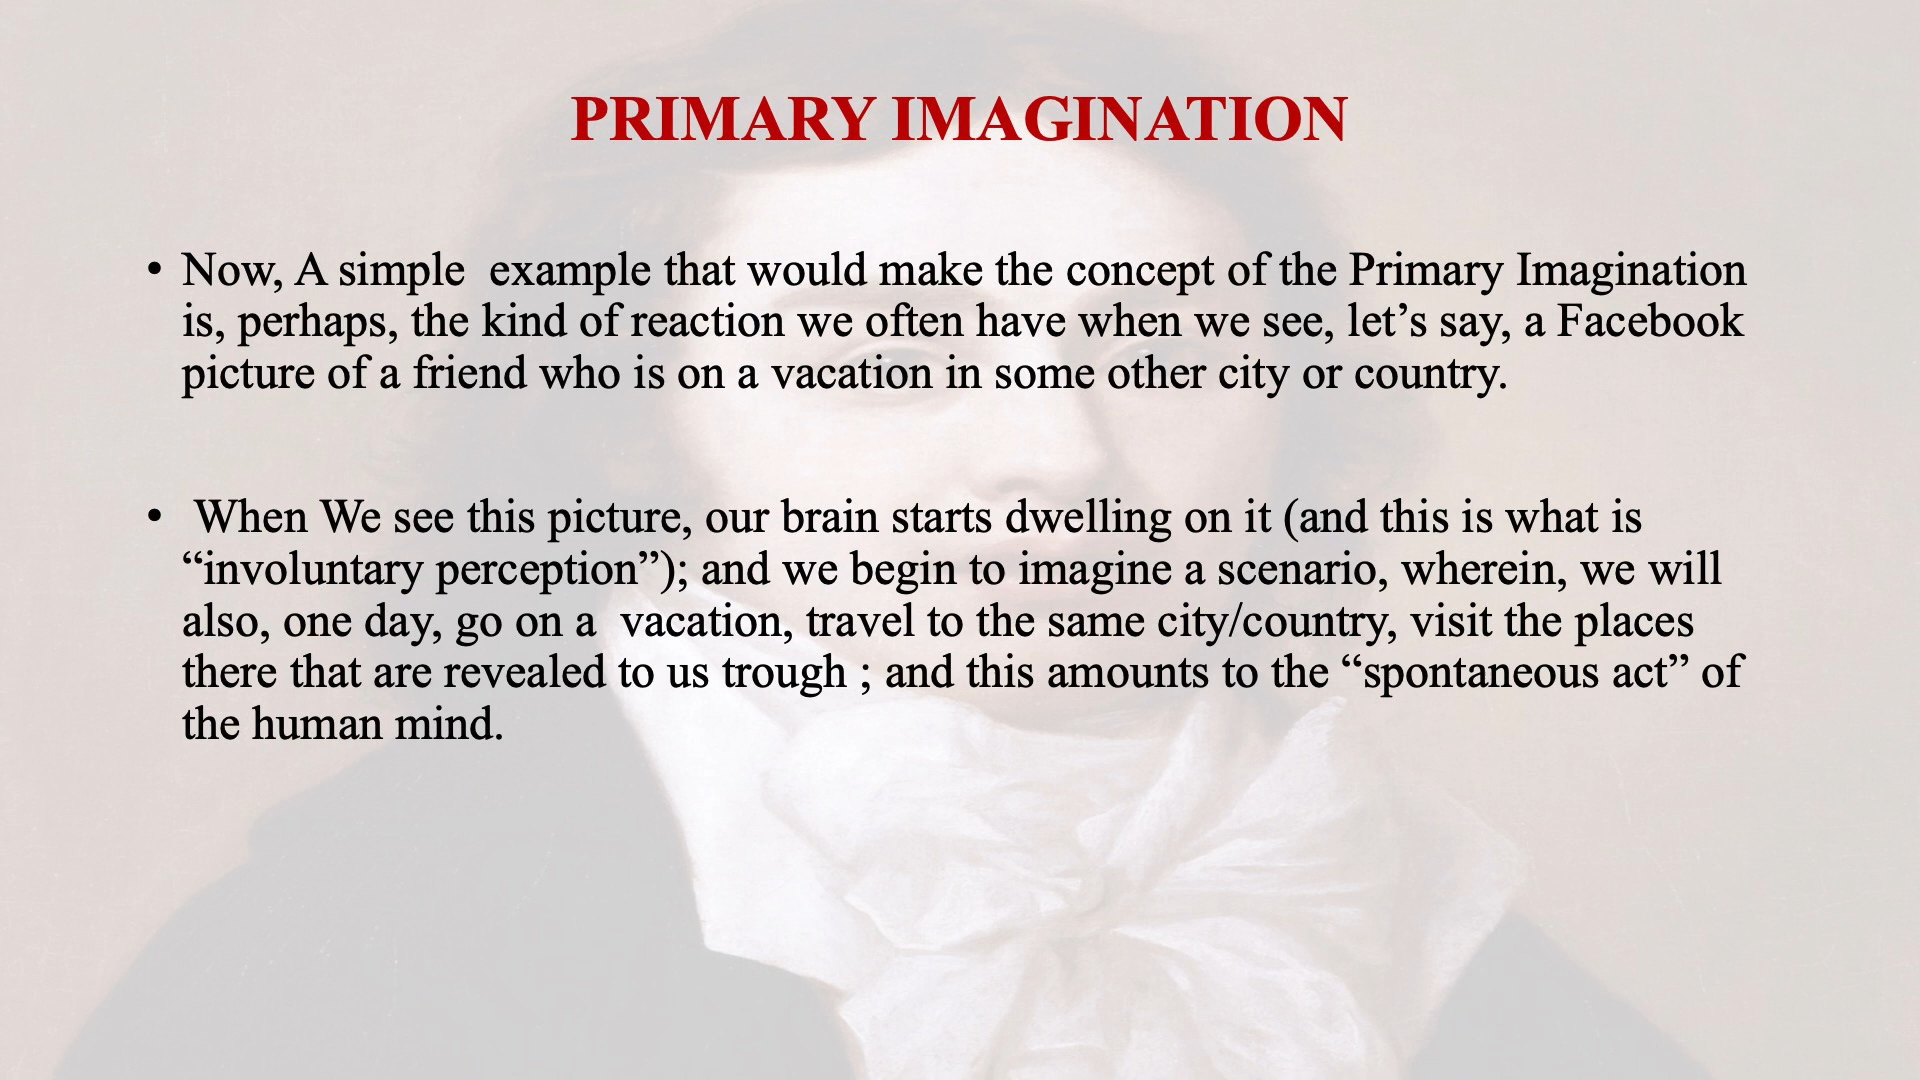 PRIMARY IMAGINATION
• Now, A simple  example that would make the concept of the Primary Imagination
is, perhaps, the kind of reaction we often have when we see, let’s say, a Facebook
picture of a friend who is on a vacation in some other city or country.
•  When We see this picture, our brain starts dwelling on it (and this is what is
“involuntary perception”); and we begin to imagine a scenario, wherein, we will
also, one day, go on a  vacation, travel to the same city/country, visit the places
there that are revealed to us trough ; and this amounts to the “spontaneous act” of
the human mind.